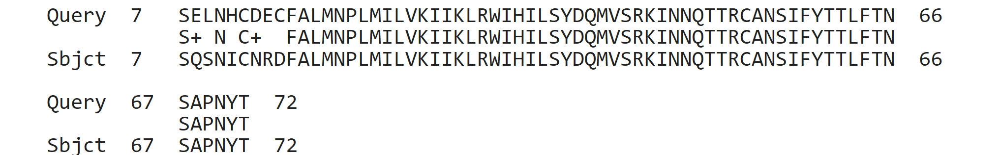 Query  7   SELNHCDECFALMNPLMILVKIIKLRWIHILSYDQMVSRKINNQTTRCANSIFYTTLFTN  66
           S+ N C+  FALMNPLMILVKIIKLRWIHILSYDQMVSRKINNQTTRCANSIFYTTLFTN
Sbjct  7   SQSNICNRDFALMNPLMILVKIIKLRWIHILSYDQMVSRKINNQTTRCANSIFYTTLFTN  66
Query  67  SAPNYT  72
           SAPNYT
Sbjct  67  SAPNYT  72